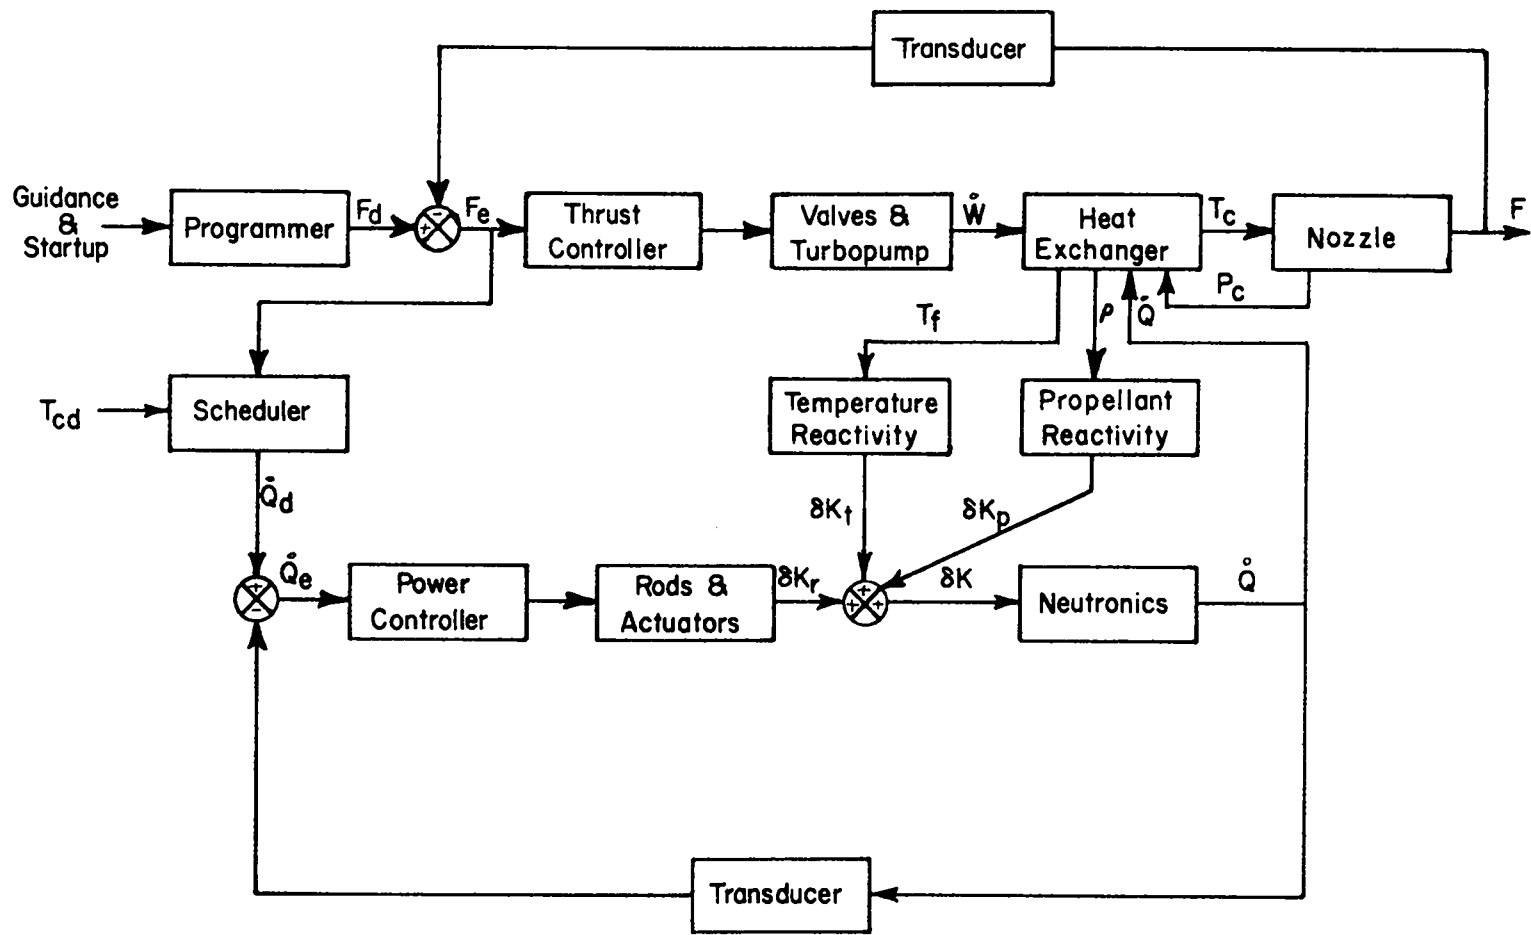 Transducer
Guidance
&
Startup
Programmer
Fd
−
+
Fe
Thrust
Controller
Valves &
Turbopump
Ẇ
Heat
Exchanger
Tc
Nozzle
F
Pc
Tf
ρ
Q̇
Tcd
Scheduler
Temperature
Reactivity
Propellant
Reactivity
Q̇d
δKt
δKp
+
−
Q̇e
Power
Controller
Rods &
Actuators
δKr
+
+
+
δK
Neutronics
Q̇
Transducer